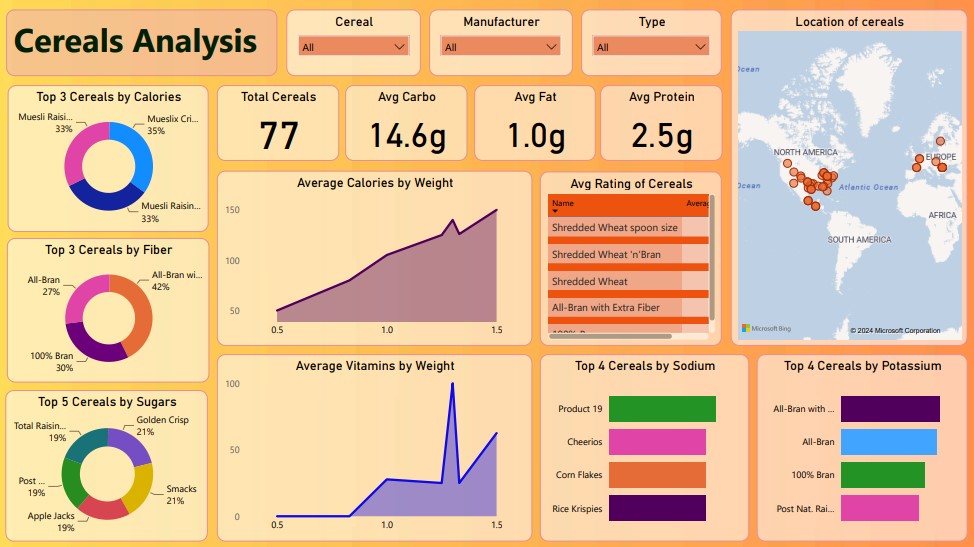 Cereals Analysis
Cereal
All
Manufacturer
All
Type
All
Location of cereals
Ocean
NORTH AMERICA
EUROPE
Ocean
Atlantic Ocean
AFRICA
SOUTH AMERICA
Microsoft Bing
© 2024 Microsoft Corporation
Top 3 Cereals by Calories
Muesli Raisi...
33%
Mueslix Cri...
35%
Muesli Raisin...
33%
Total Cereals
77
Avg Carbo
14.6g
Avg Fat
1.0g
Avg Protein
2.5g
Average Calories by Weight
150
100
50
0.5
1.0
1.5
Avg Rating of Cereals
Name
Averag
Shredded Wheat spoon size
Shredded Wheat 'n'Bran
Shredded Wheat
All-Bran with Extra Fiber
Top 3 Cereals by Fiber
All-Bran
27%
All-Bran wi...
42%
100% Bran
30%
Top 5 Cereals by Sugars
Total Raisin...
19%
Golden Crisp
21%
Post ...
19%
Smacks
21%
Apple Jacks
19%
Average Vitamins by Weight
100
50
0
0.5
1.0
1.5
Top 4 Cereals by Sodium
Product 19
Cheerios
Corn Flakes
Rice Krispies
Top 4 Cereals by Potassium
All-Bran with ...
All-Bran
100% Bran
Post Nat. Rai...